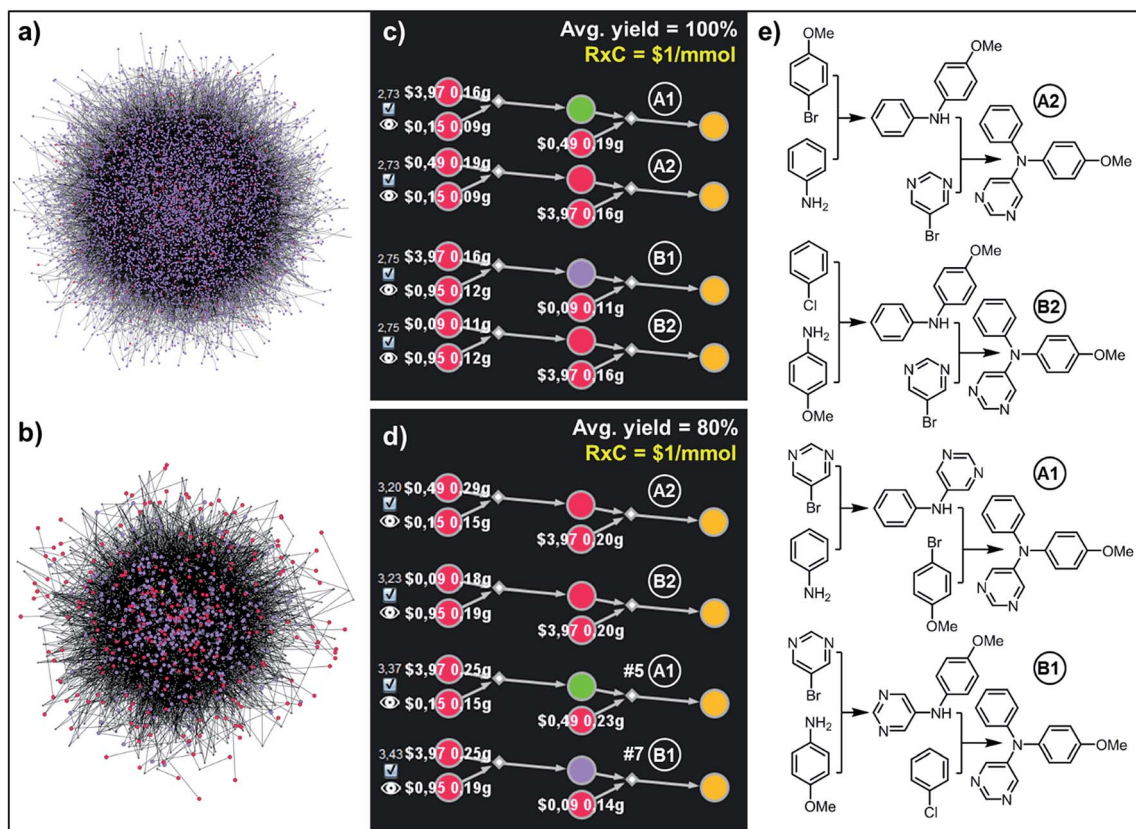 a)
b)
c)
Avg. yield = 100%
RxC = $1/mmol
2,73
$3,97 0,16g
$0,15 0,09g
A1
$0,49 0,19g
2,73
$0,49 0,19g
$0,15 0,09g
A2
$3,97 0,16g
2,75
$3,97 0,16g
$0,95 0,12g
B1
$0,09 0,11g
2,75
$0,09 0,11g
$0,95 0,12g
B2
$3,97 0,16g
d)
Avg. yield = 80%
RxC = $1/mmol
3,20
$0,49 0,29g
$0,15 0,15g
A2
$3,97 0,20g
3,23
$0,09 0,18g
$0,95 0,19g
B2
$3,97 0,20g
3,37
$3,97 0,25g
$0,15 0,15g
#5 A1
$0,49 0,23g
3,43
$3,97 0,25g
$0,95 0,19g
#7 B1
$0,09 0,14g
e)
OMe
Br
NH2
OMe
NH
N N
Br
A2
N
OMe
N N
Cl
NH2
OMe
OMe
NH
N N
Br
B2
N
OMe
N N
N N
Br
NH2
N N
NH
Br
OMe
A1
N
OMe
N N
N N
Br
NH2
OMe
OMe
N N
NH
Cl
B1
N
OMe
N N